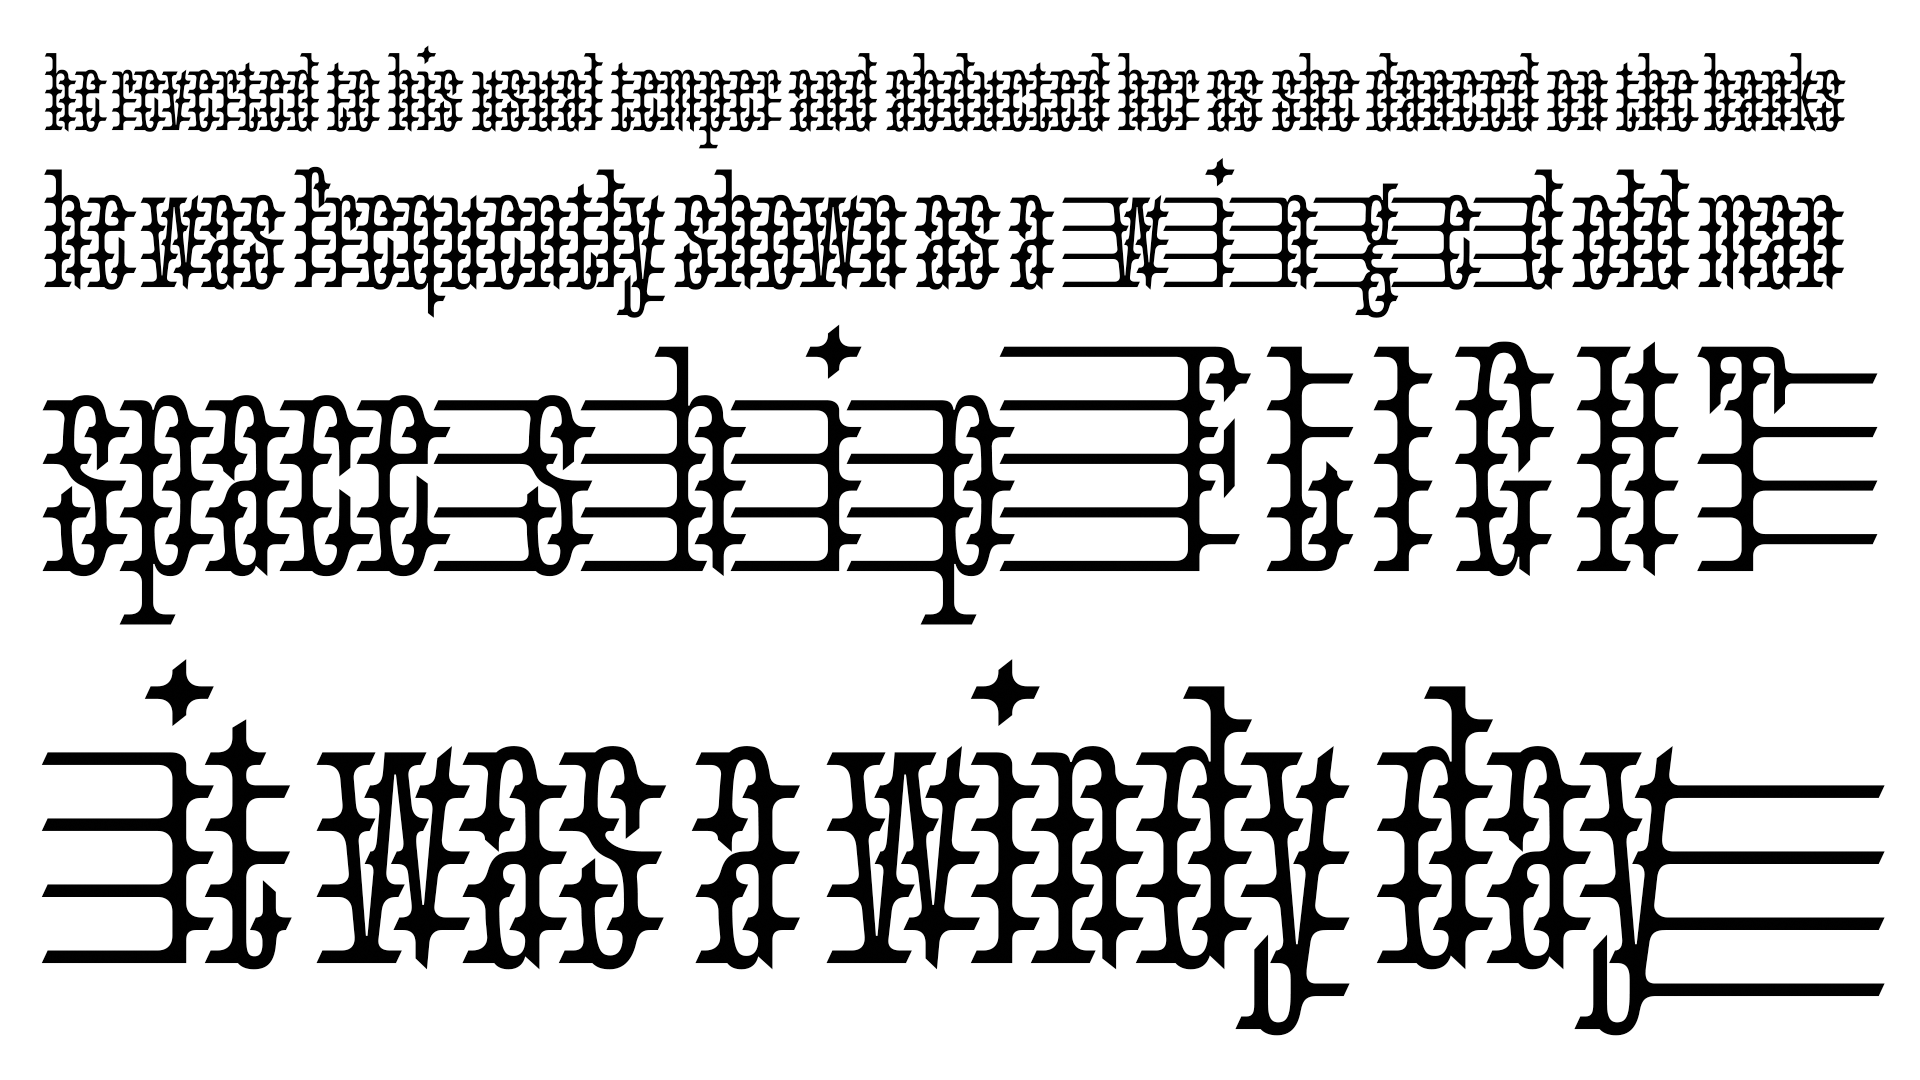 he reverted to his usual temper and abducted her as she danced on the banks
he was frequently shown as a winged old man
spaceship FLIGHT
it was a windy day